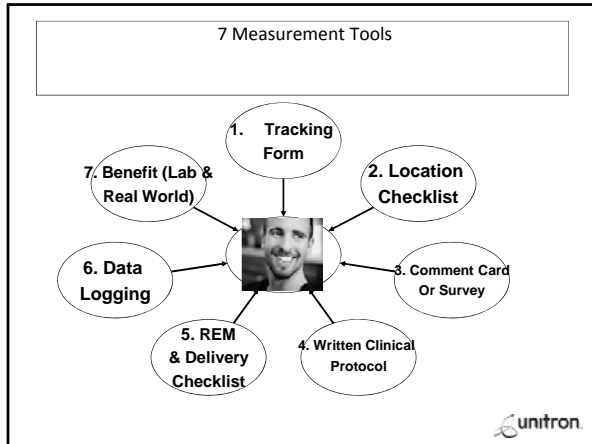 7 Measurement Tools
1. Tracking
Form
2. Location
Checklist
3. Comment Card
Or Survey
4. Written Clinical
Protocol
5. REM
& Delivery
Checklist
6. Data
Logging
7. Benefit (Lab &
Real World)
unitron